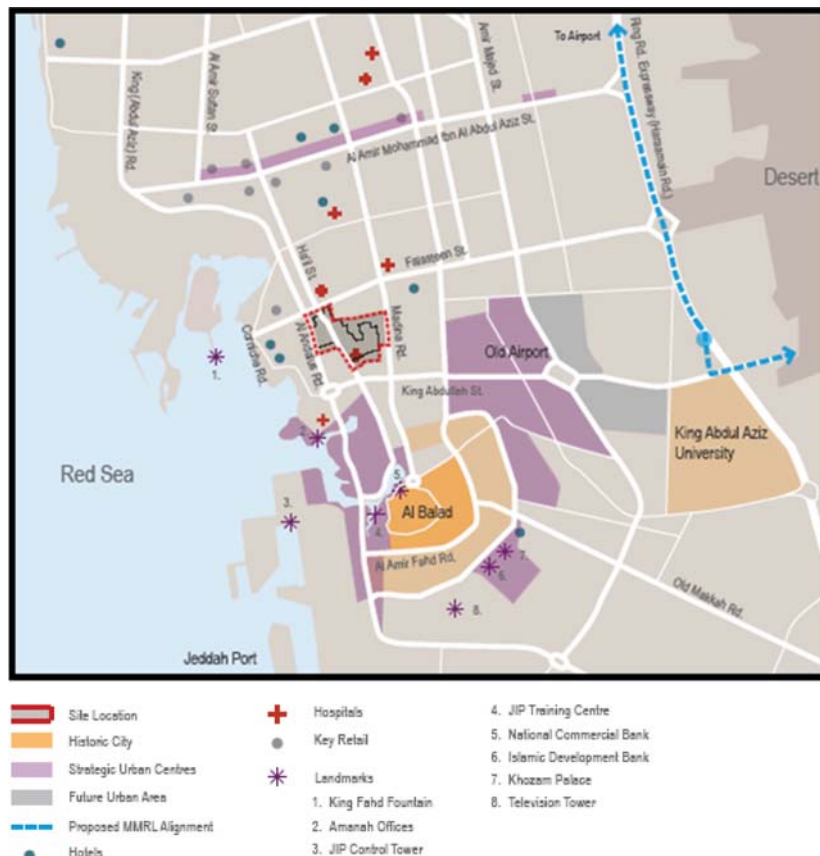 To Airport
Ring Rd. Expressway (Haramain Rd.)
Amir Majed St.
Al Amir Sultan St.
King (Abdul Aziz) Rd.
Al Amir Mohammad Ibn Al Abdul Aziz St.
Desert
Falasteen St.
Ha'il St.
Madina Rd.
Corniche Rd.
Al Andalus Rd.
Old Airport
1.
King Abdullah St.
King Abdul Aziz
University
2.
Red Sea
5.
3.
Al Balad
4.
7.
Al Amir Fahd Rd.
6.
Old Makkah Rd.
8.
Jeddah Port
Site Location
Historic City
Strategic Urban Centres
Future Urban Area
Proposed MMRL Alignment
Hotels
Hospitals
Key Retail
Landmarks
1. King Fahd Fountain
2. Amanah Offices
3. JIP Control Tower
4. JIP Training Centre
5. National Commercial Bank
6. Islamic Development Bank
7. Khozam Palace
8. Television Tower